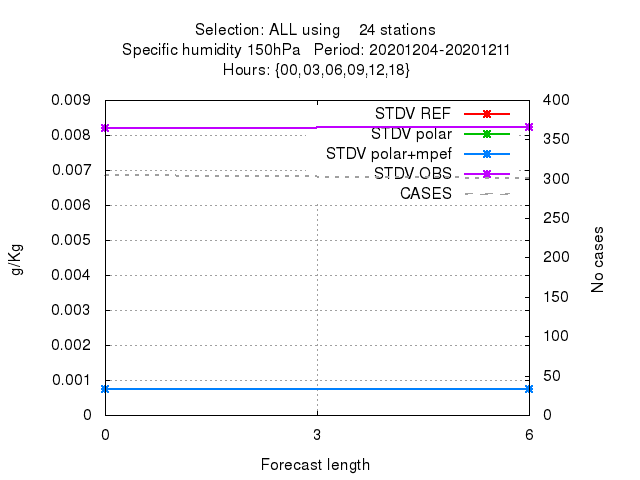 Selection: ALL using    24 stations
Specific humidity 150hPa   Period: 20201204-20201211
Hours: {00,03,06,09,12,18}
0.009
0.008
0.007
0.006
0.005
0.004
0.003
0.002
0.001
0
g/Kg
STDV REF
STDV polar
STDV polar+mpef
STDV OBS
CASES
400
350
300
250
200
150
100
50
0
No cases
0 3 6
Forecast length